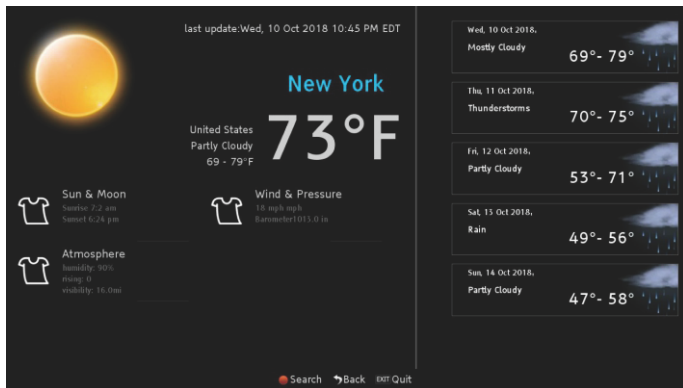 last update:Wed, 10 Oct 2018 10:45 PM EDT
New York
United States
Partly Cloudy
69 - 79°F
73°F
Sun & Moon
Sunrise 7:2 am
Sunset 6:24 pm
Wind & Pressure
18 mph mph
Barometer1015.0 in
Atmosphere
humidity: 90%
rising: 0
visibility: 16.0mi
Wed, 10 Oct 2018,
Mostly Cloudy
69°- 79°
Thu, 11 Oct 2018,
Thunderstorms
70°- 75°
Fri, 12 Oct 2018,
Partly Cloudy
53°- 71°
Sat, 13 Oct 2018,
Rain
49°- 56°
Sun, 14 Oct 2018,
Partly Cloudy
47°- 58°
Search Back EXIT Quit